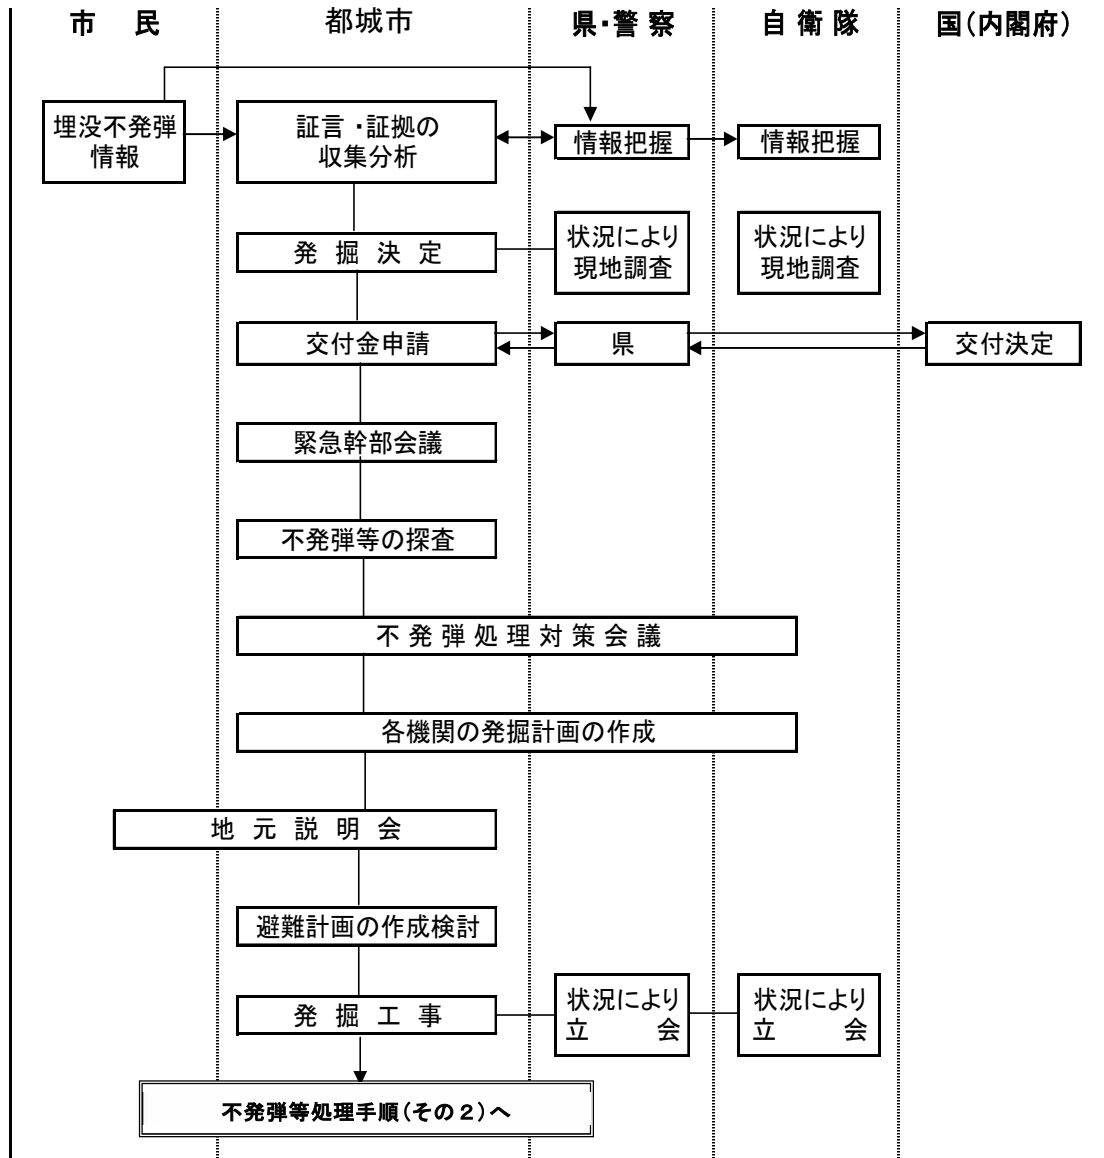 市 民
都城市
県・警察
自衛隊
国（内閣府）
埋没不発弾
情報
証言・証拠の
収集分析
情報把握
情報把握
発掘決定
状況により
現地調査
状況により
現地調査
交付金申請
県
交付決定
緊急幹部会議
不発弾等の探査
不発弾処理対策会議
各機関の発掘計画の作成
地元説明会
避難計画の作成検討
発掘工事
状況により
立 会
状況により
立 会
不発弾等処理手順（その２）へ